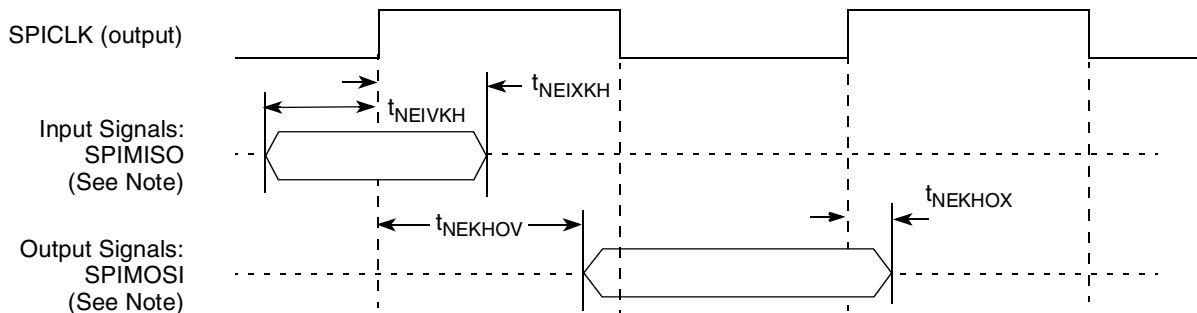 SPICLK (output)
tNEIXKH
tNEIVKH
Input Signals:
SPIMISO
(See Note)
tNEKHOX
tNEKHOV
Output Signals:
SPIMOSI
(See Note)